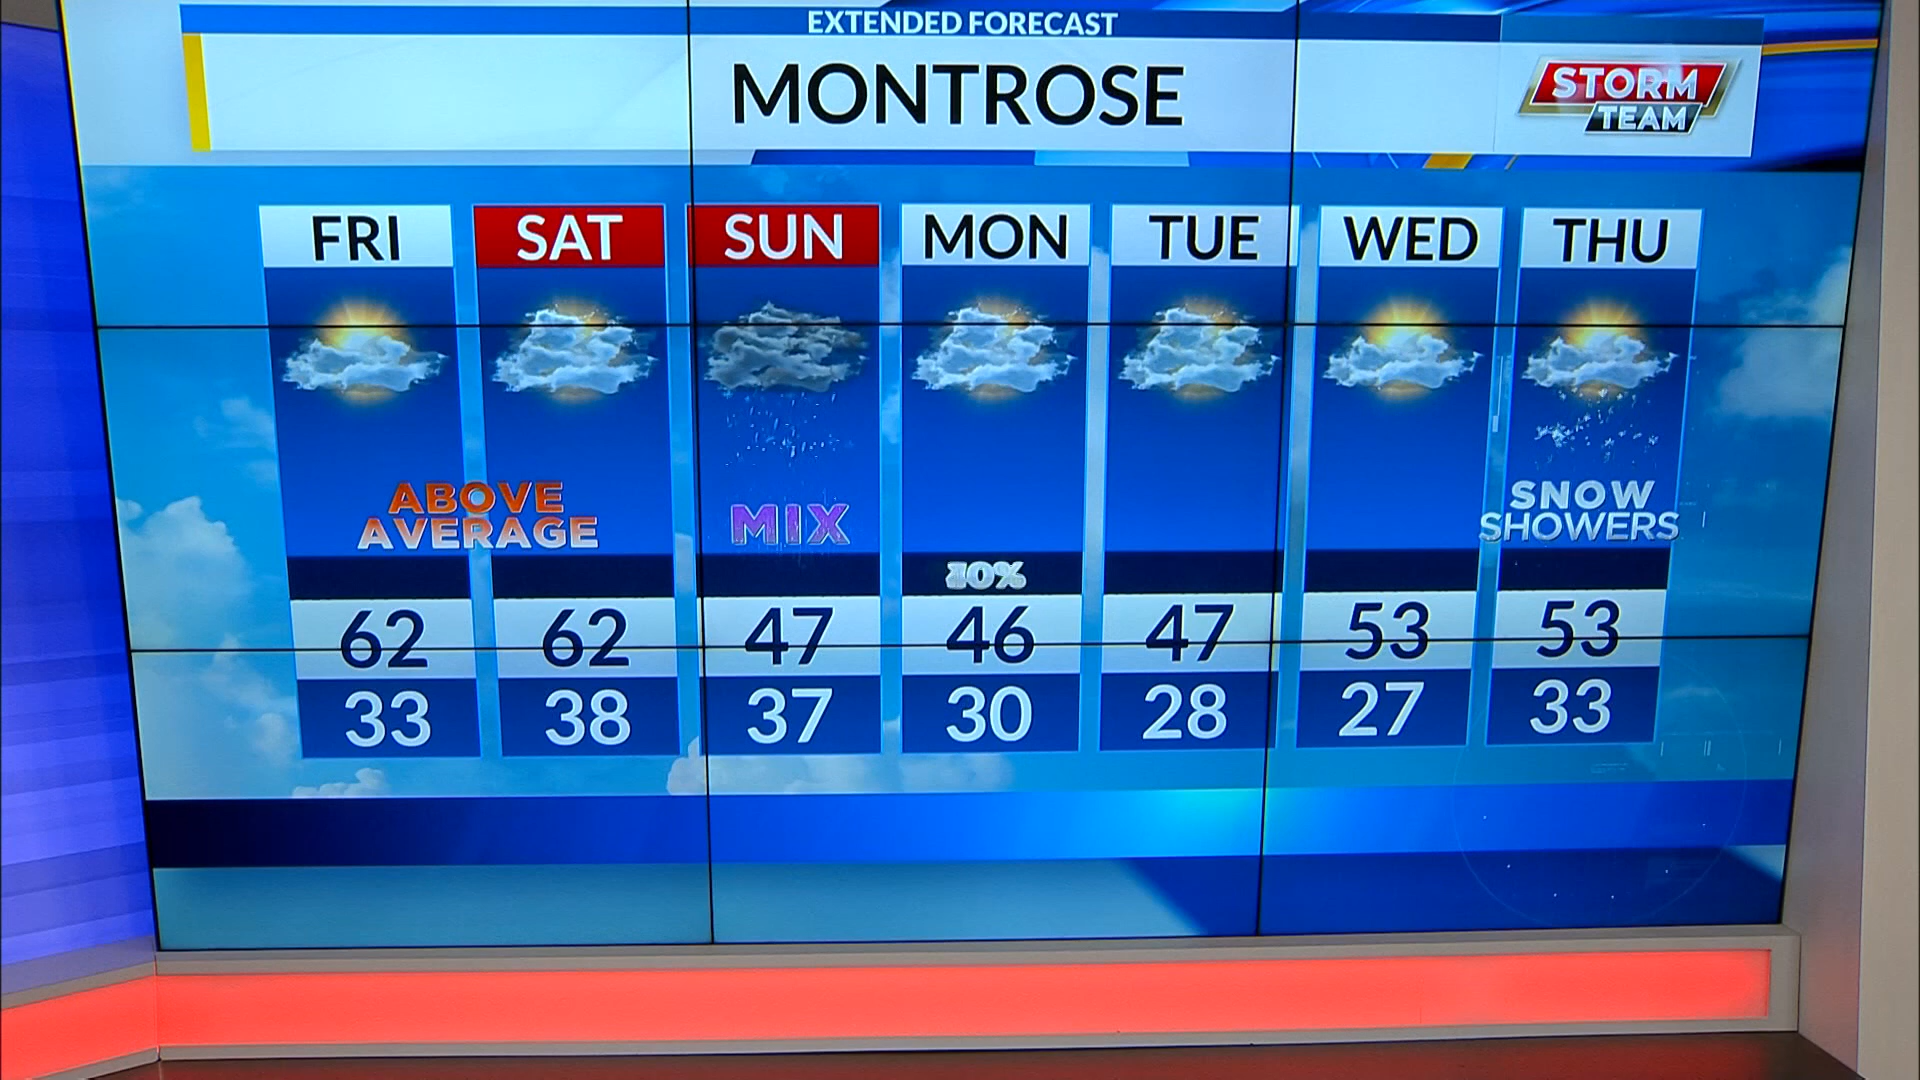 EXTENDED FORECAST
MONTROSE
STORM
TEAM
FRI SAT SUN MON TUE WED THU
ABOVE
AVERAGE
MIX
SNOW
SHOWERS
62 62 47 46 47 53 53
33 38 37 30 28 27 33